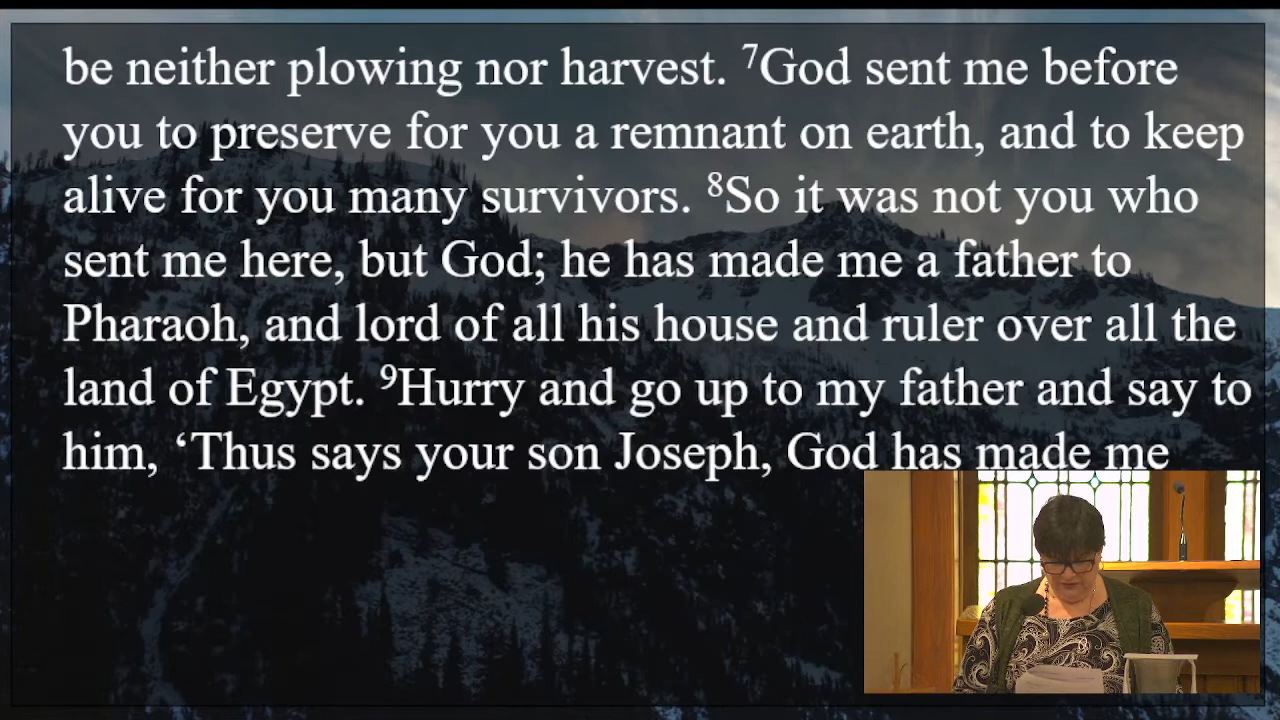 be neither plowing nor harvest. ⁷God sent me before
you to preserve for you a remnant on earth, and to keep
alive for you many survivors. ⁸So it was not you who
sent me here, but God; he has made me a father to
Pharaoh, and lord of all his house and ruler over all the
land of Egypt. ⁹Hurry and go up to my father and say to
him, ‘Thus says your son Joseph, God has made me